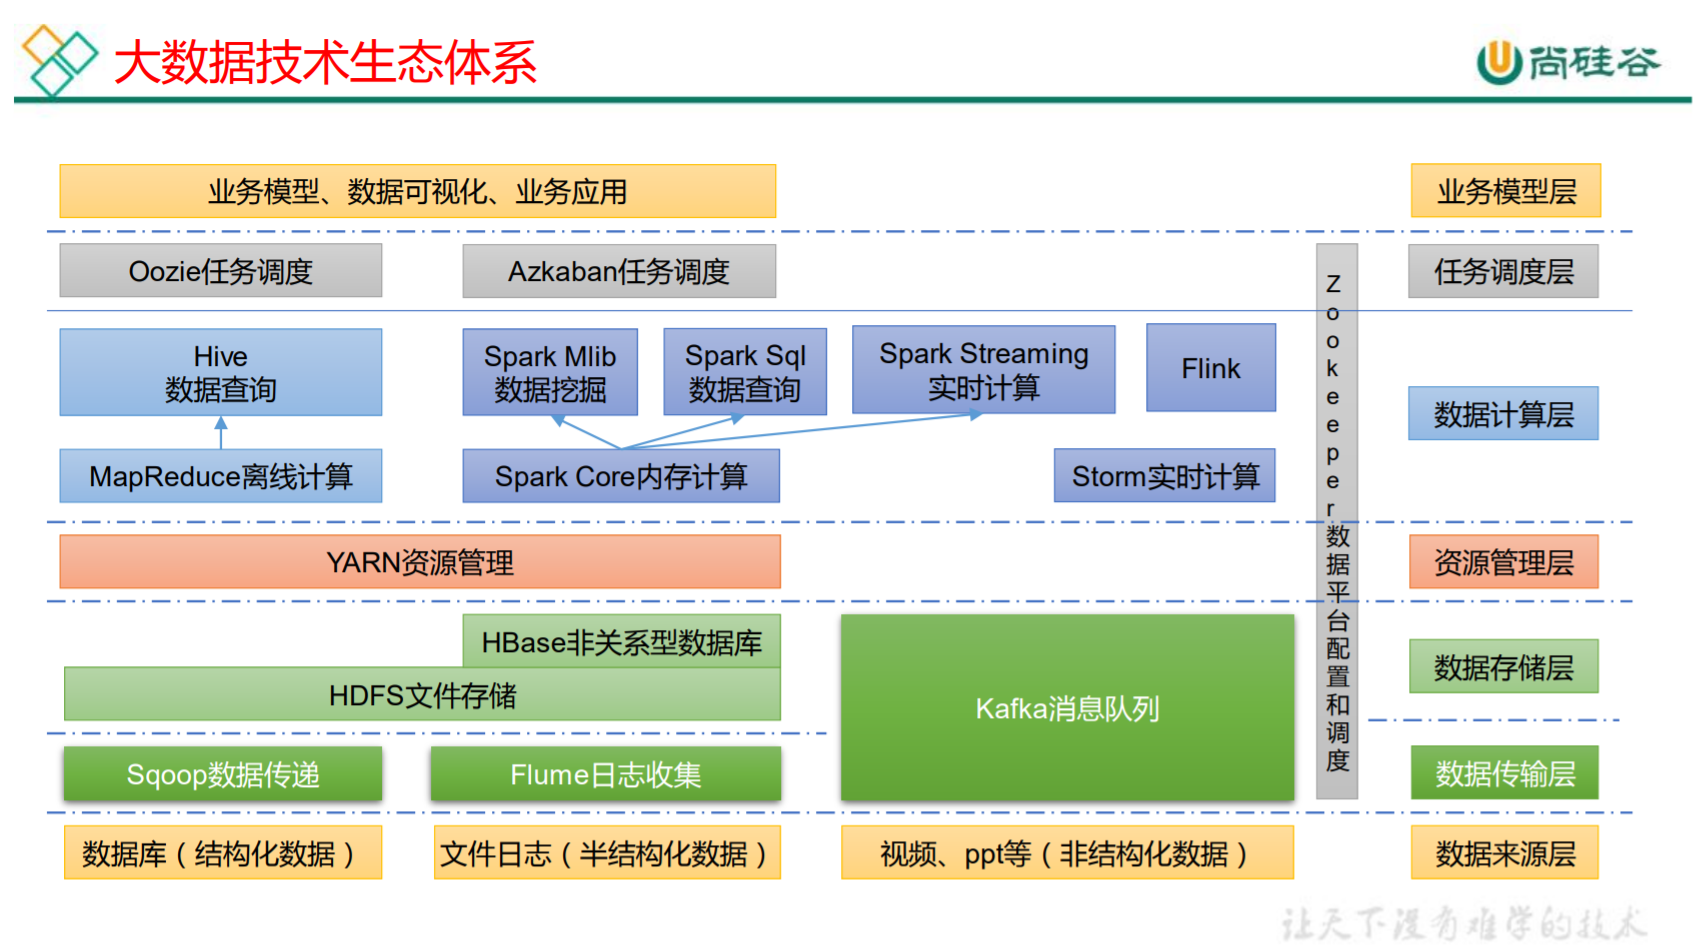 大数据技术生态体系
尚硅谷
业务模型、数据可视化、业务应用
业务模型层
Oozie任务调度
Azkaban任务调度
任务调度层
Hive
数据查询
Spark Mlib
数据挖掘
Spark Sql
数据查询
Spark Streaming
实时计算
Flink
数据计算层
MapReduce离线计算
Spark Core内存计算
Storm实时计算
Zookeeper数据平台配置和调度
YARN资源管理
资源管理层
HBase非关系型数据库
HDFS文件存储
Kafka消息队列
数据存储层
Sqoop数据传递
Flume日志收集
数据传输层
数据库（结构化数据）
文件日志（半结构化数据）
视频、ppt等（非结构化数据）
数据来源层
让天下没有难学的技术